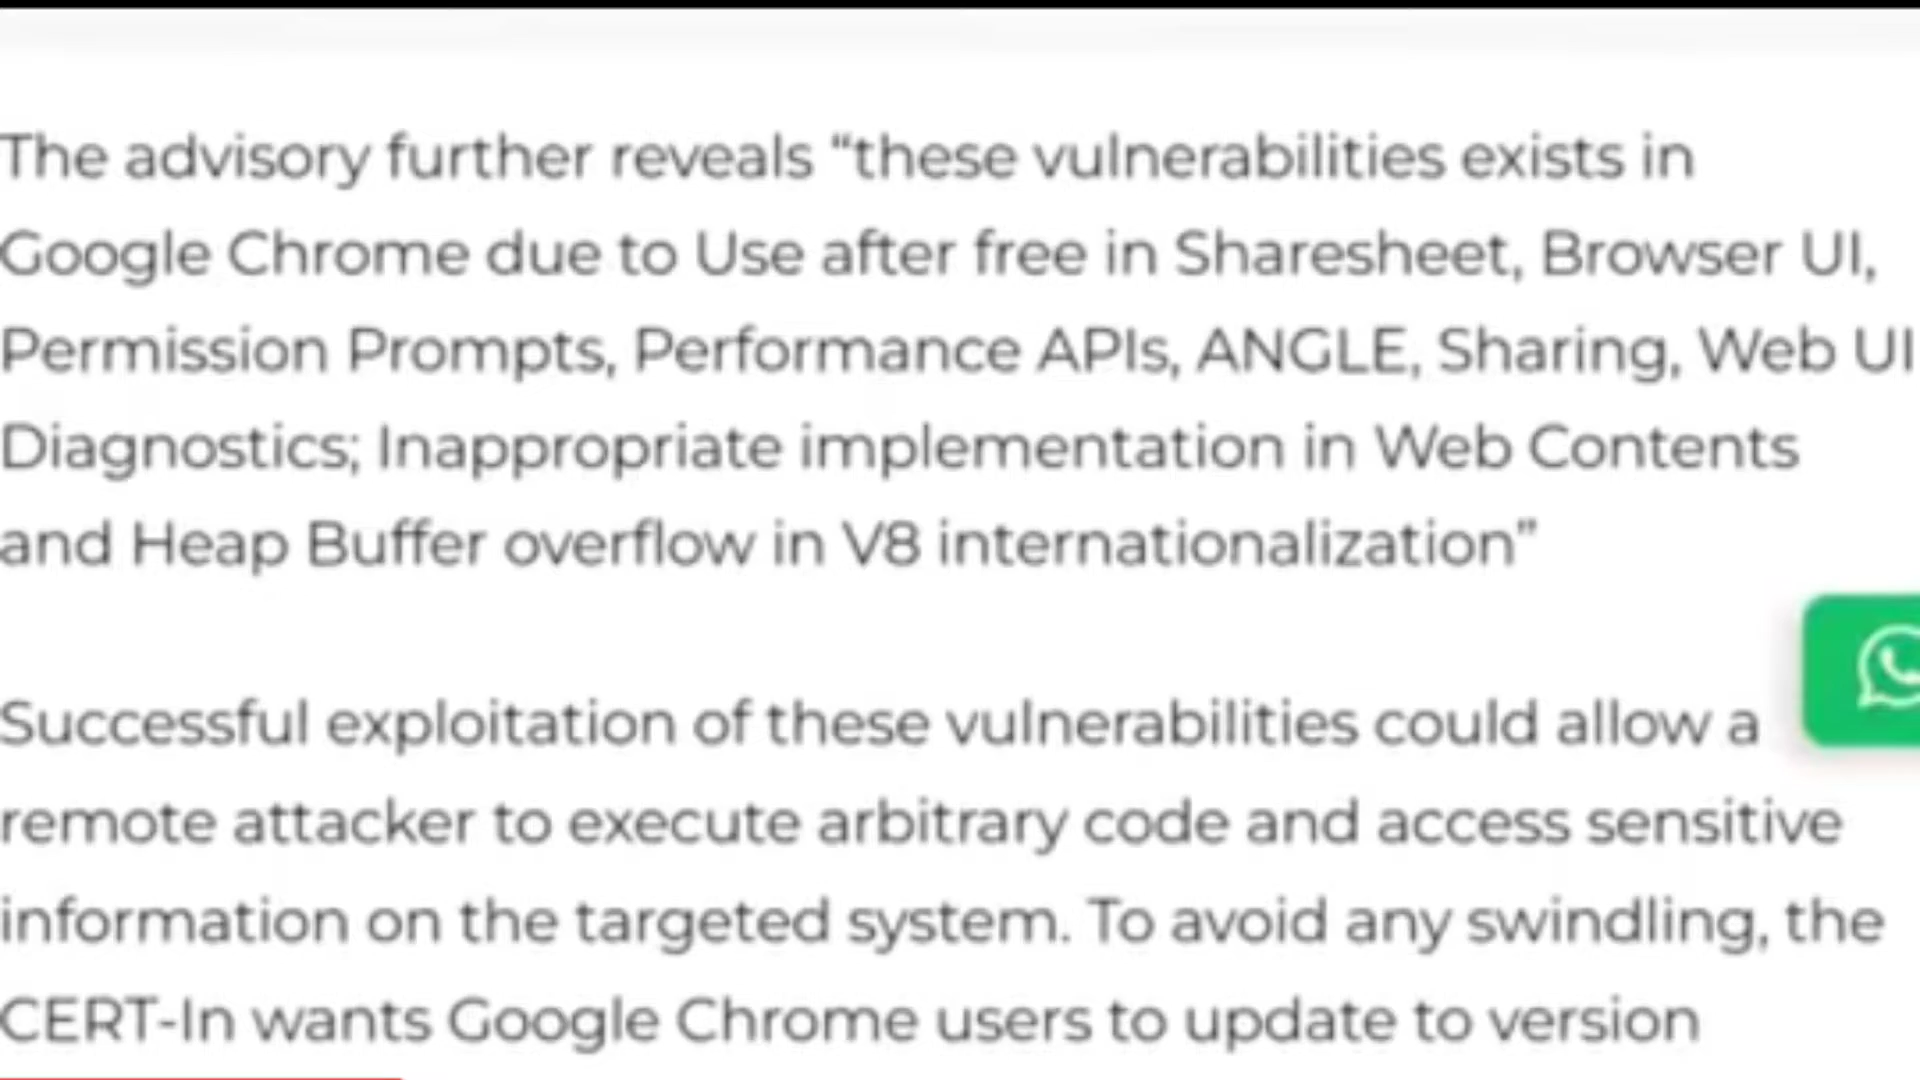 The advisory further reveals “these vulnerabilities exists in
Google Chrome due to Use after free in Sharesheet, Browser UI,
Permission Prompts, Performance APIs, ANGLE, Sharing, Web UI
Diagnostics; Inappropriate implementation in Web Contents
and Heap Buffer overflow in V8 internationalization”
Successful exploitation of these vulnerabilities could allow a
remote attacker to execute arbitrary code and access sensitive
information on the targeted system. To avoid any swindling, the
CERT-In wants Google Chrome users to update to version